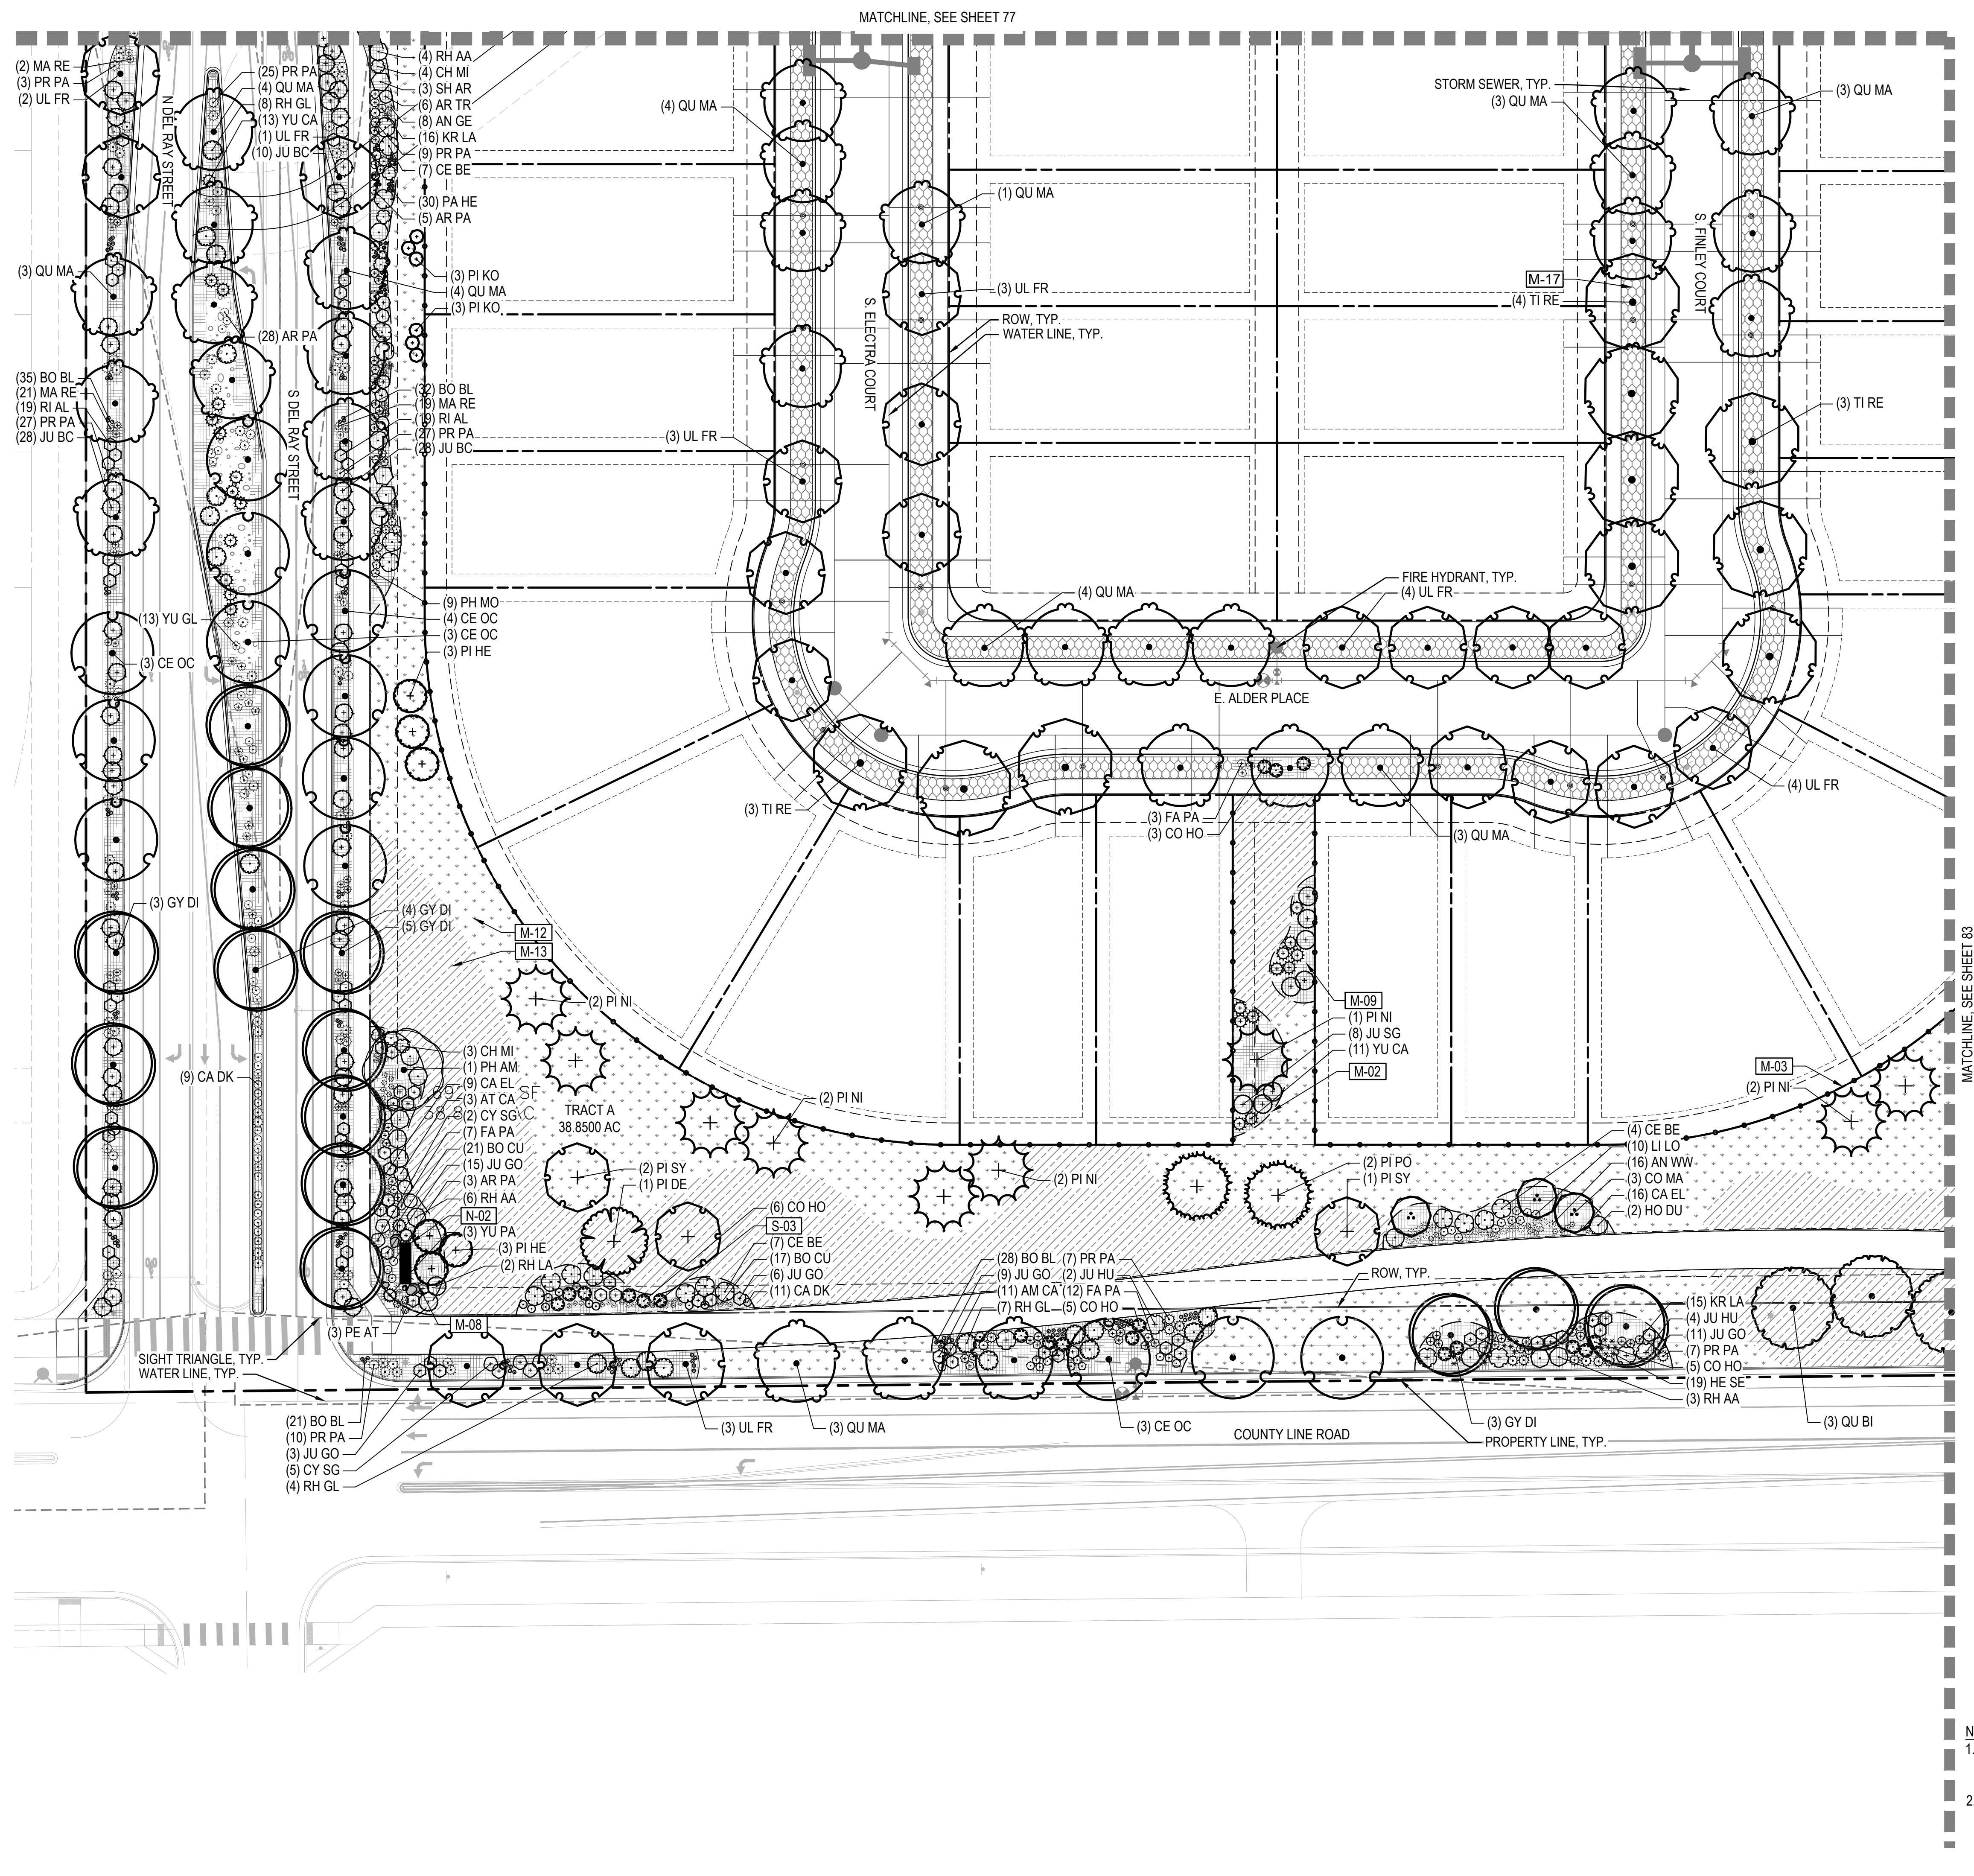 MATCHLINE, SEE SHEET 77
(2) MA RE
(3) PR PA
(2) UL FR
N DEL RAY STREET
(25) PR PA
(4) QU MA
(8) RH GL
(13) YU CA
(1) UL FR
(10) JU BC
(4) RH AA
(4) CH MI
(3) SH AR
(6) AR TR
(8) AN GE
(16) KR LA
(9) PR PA
(7) CE BE
(30) PA HE
(5) AR PA
(4) QU MA
(1) QU MA
STORM SEWER, TYP.
(3) QU MA
(3) QU MA
S. FINLEY COURT
(3) QU MA
(3) PI KO
(4) QU MA
(3) PI KO
(28) AR PA
(3) UL FR
ROW, TYP.
WATER LINE, TYP.
S. ELECTRA COURT
M-17
(4) TI RE
(35) BO BL
(21) MA RE
(19) RI AL
(27) PR PA
(28) JU BC
S DEL RAY STREET
(32) BO BL
(19) MA RE
(19) RI AL
(27) PR PA
(28) JU BC
(3) UL FR
(3) TI RE
(13) YU GL
(3) CE OC
(9) PH MO
(4) CE OC
(3) CE OC
(3) PI HE
(4) QU MA
FIRE HYDRANT, TYP.
(4) UL FR
E. ALDER PLACE
(3) TI RE
(3) FA PA
(3) CO HO
(3) QU MA
(4) UL FR
(3) GY DI
(4) GY DI
(5) GY DI
M-12
M-13
(2) PI NI
M-09
(1) PI NI
(8) JU SG
(11) YU CA
M-02
MATCHLINE, SEE SHEET 83
M-03
(2) PI NI
(9) CA DK
(3) CH MI
(1) PH AM
(9) CA EL
(3) AT CA
(2) CY SG
(7) FA PA
(21) BO CU
(15) JU GO
(3) AR PA
(6) RH AA
N-02
(3) YU PA
(3) PI HE
(2) RH LA
SF
AC
TRACT A
38.8500 AC
(2) PI NI
(2) PI SY
(1) PI DE
(6) CO HO
S-03
(7) CE BE
(17) BO CU
(6) JU GO
(11) CA DK
(2) PI NI
(2) PI PO
(1) PI SY
(4) CE BE
(10) LI LO
(16) AN WW
(3) CO MA
(16) CA EL
(2) HO DU
(28) BO BL
(9) JU GO
(11) AM CA
(7) RH GL
(7) PR PA
(2) JU HU
(12) FA PA
(5) CO HO
ROW, TYP.
(15) KR LA
(4) JU HU
(11) JU GO
(7) PR PA
(5) CO HO
(19) HE SE
(3) RH AA
M-08
(3) PE AT
SIGHT TRIANGLE, TYP.
WATER LINE, TYP.
(21) BO BL
(10) PR PA
(3) JU GO
(5) CY SG
(4) RH GL
(3) UL FR
(3) QU MA
(3) CE OC
COUNTY LINE ROAD
(3) GY DI
PROPERTY LINE, TYP.
(3) QU BI
N
1.
2